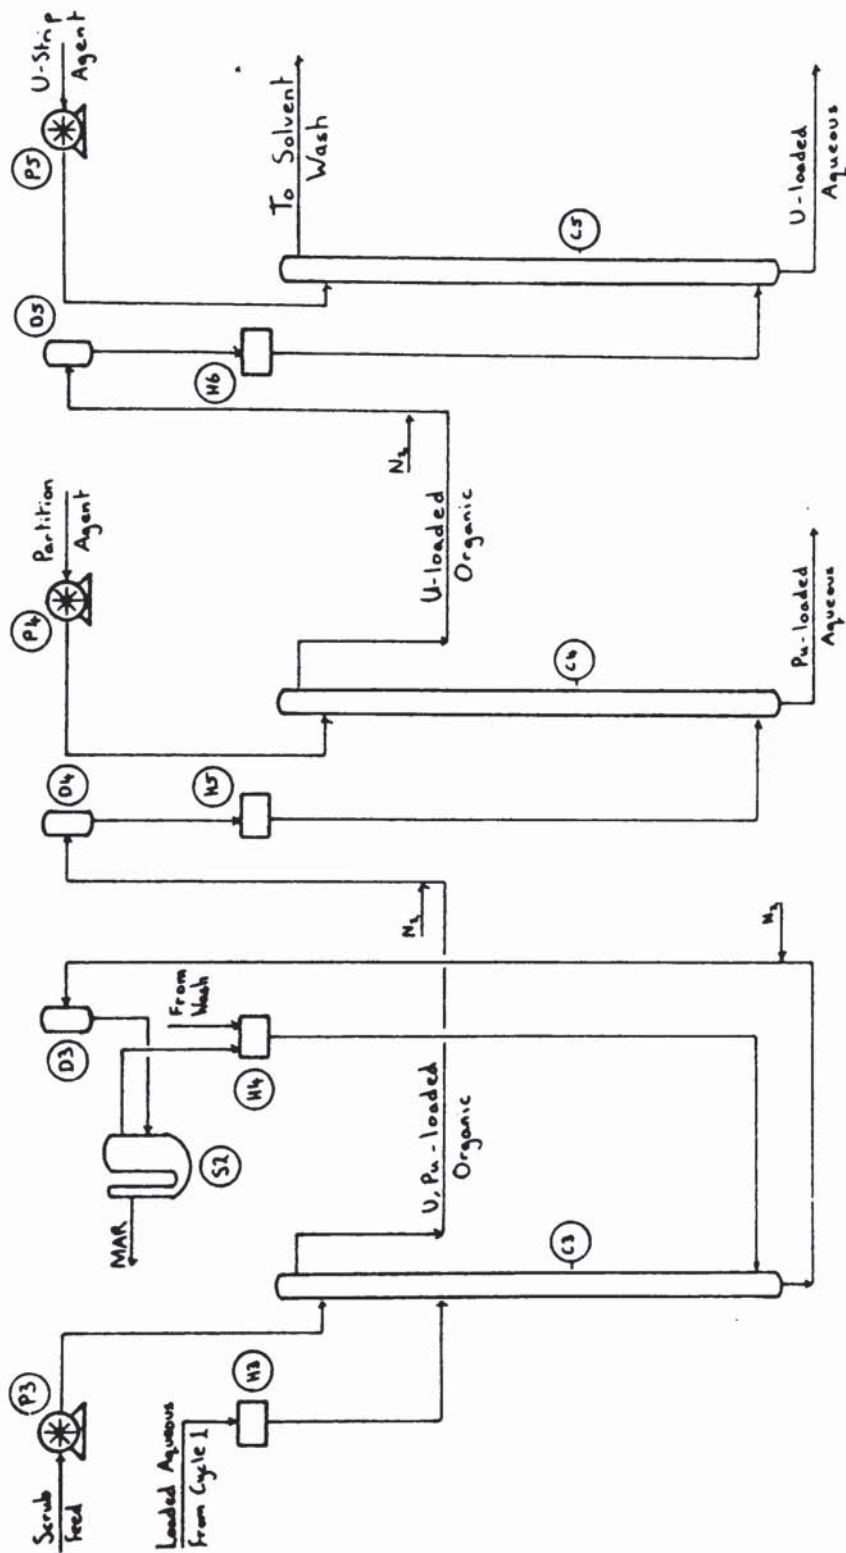 Scrub
Feed
P3
D3
D4
P4
Partition
Agent
D5
P5
U-Strip
Agent
MAR
S2
From
Wash
Loaded Aqueous
From Cycle 1
H3
H4
H5
H6
To Solvent
Wash
U, Pu-loaded
Organic
N₂
U-loaded
Organic
N₂
C3
C4
C5
N₂
Pu-loaded
Aqueous
U-loaded
Aqueous